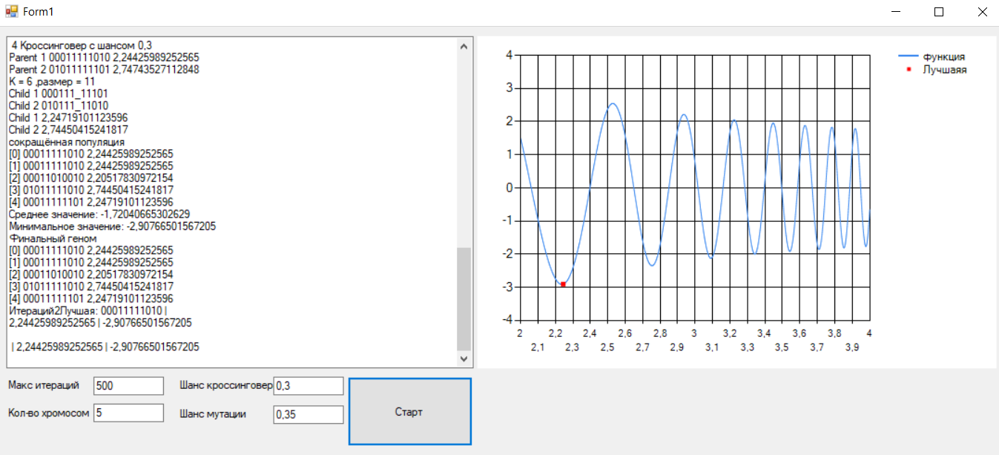 Form1
4 Кроссинговер с шансом 0,3
Parent 1 00011111010 2,24425989252565
Parent 2 01011111101 2,74743527112848
K = 6 ,размер = 11
Child 1 000111_11101
Child 2 010111_11010
Child 1 2,24719101123596
Child 2 2,74450415241817
сокращённая популяция
[0] 00011111010 2,24425989252565
[1] 00011111010 2,24425989252565
[2] 00011010010 2,20517830972154
[3] 01011111010 2,74450415241817
[4] 00011111101 2,24719101123596
Среднее значение: -1,72040665302629
Минимальное значение: -2,90766501567205
Финальный геном
[0] 00011111010 2,24425989252565
[1] 00011111010 2,24425989252565
[2] 00011010010 2,20517830972154
[3] 01011111010 2,74450415241817
[4] 00011111101 2,24719101123596
Итераций2Лучшая: 00011111010 |
2,24425989252565 | -2,90766501567205
| 2,24425989252565 | -2,90766501567205
4
3
2
1
0
-1
-2
-3
-4
2 2,2 2,4 2,6 2,8 3 3,2 3,4 3,6 3,8 4
2,1 2,3 2,5 2,7 2,9 3,1 3,3 3,5 3,7 3,9
функция
Лучшаяя
Макс итераций 500 Шанс кроссинговер 0,3
Кол-во хромосом 5 Шанс мутации 0,35
Старт